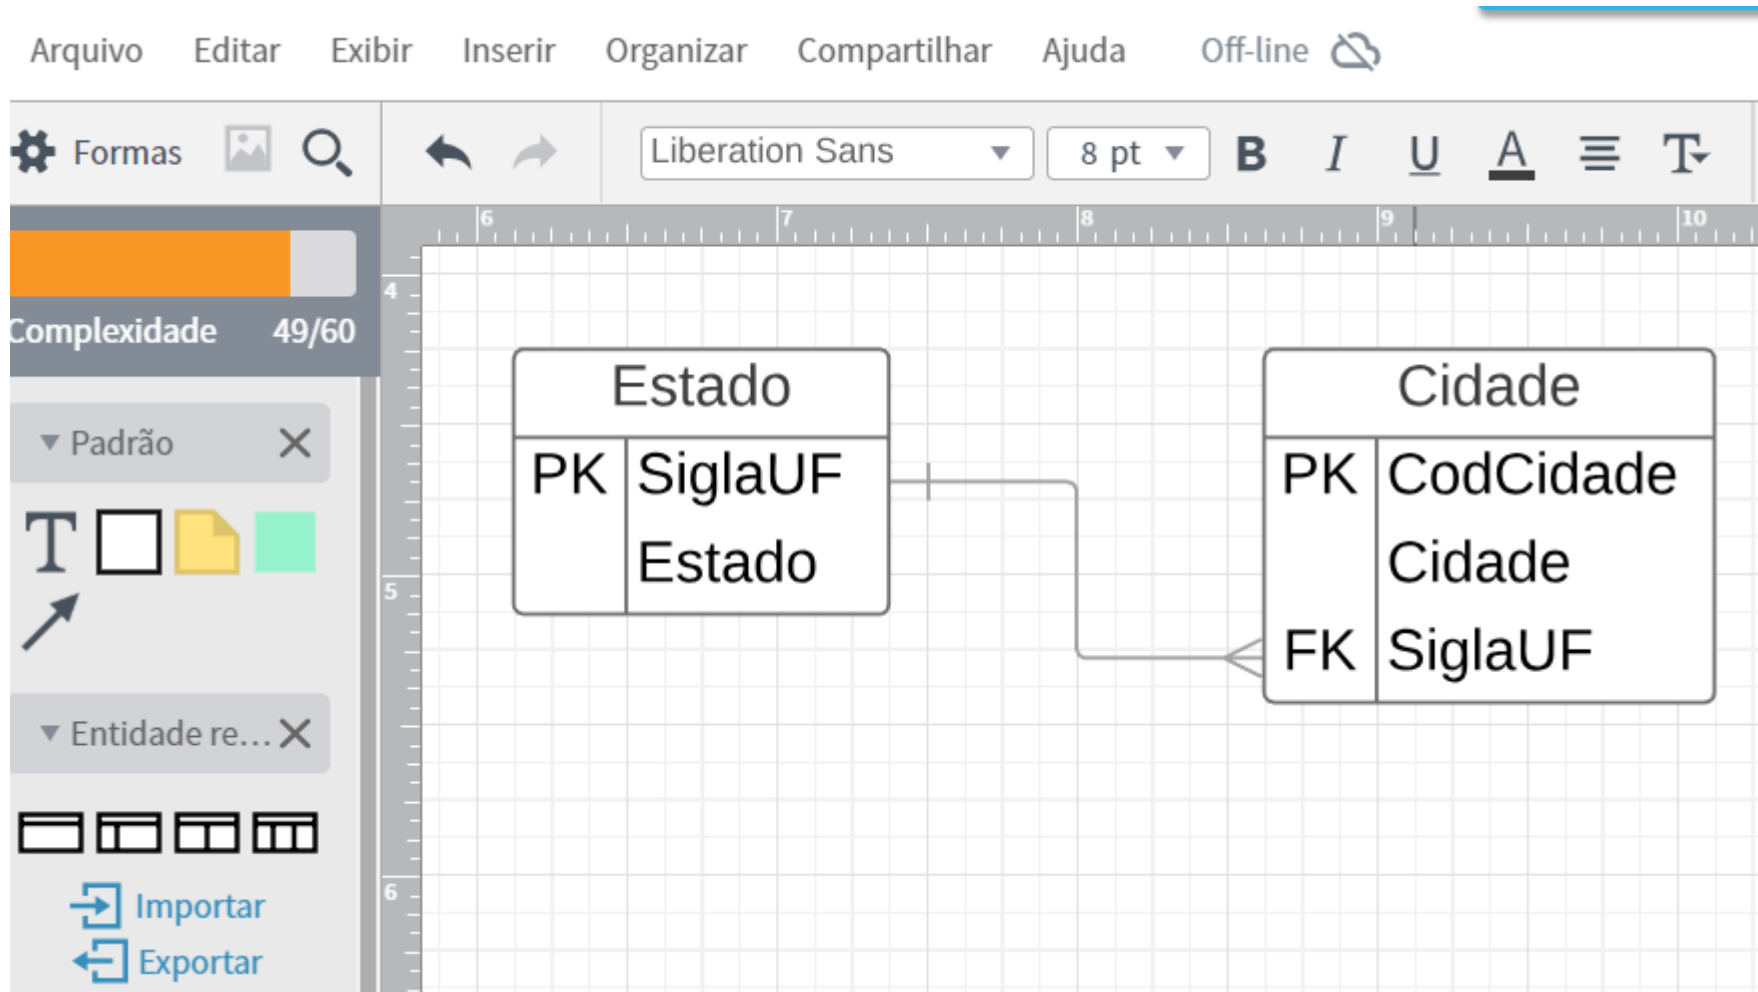 Arquivo Editar Exibir Inserir Organizar Compartilhar Ajuda Off-line
Formas Liberation Sans 8 pt B I U A T
6 7 8 9 10
Complexidade 49/60
4
Estado
PK SiglaUF
Estado
Cidade
PK CodCidade
Cidade
FK SiglaUF
Padrão
T
5
Entidade re...
6
Importar
Exportar